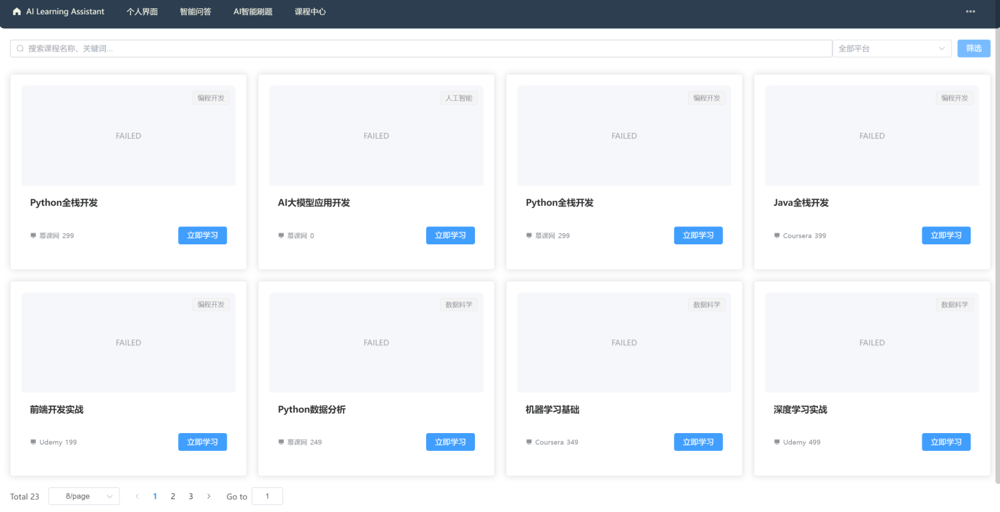 AI Learning Assistant 个人界面 智能问答 AI智能刷题 课程中心
搜索课程名称、关键词... 全部平台 筛选
编程开发 人工智能 编程开发 编程开发
FAILED FAILED FAILED FAILED
Python全栈开发 AI大模型应用开发 Python全栈开发 Java全栈开发
慕课网 299 立即学习 慕课网 0 立即学习 慕课网 299 立即学习 Coursera 399 立即学习
编程开发 数据科学 数据科学 数据科学
FAILED FAILED FAILED FAILED
前端开发实战 Python数据分析 机器学习基础 深度学习实战
Udemy 199 立即学习 慕课网 249 立即学习 Coursera 349 立即学习 Udemy 499 立即学习
Total 23 8/page 1 2 3 Go to 1